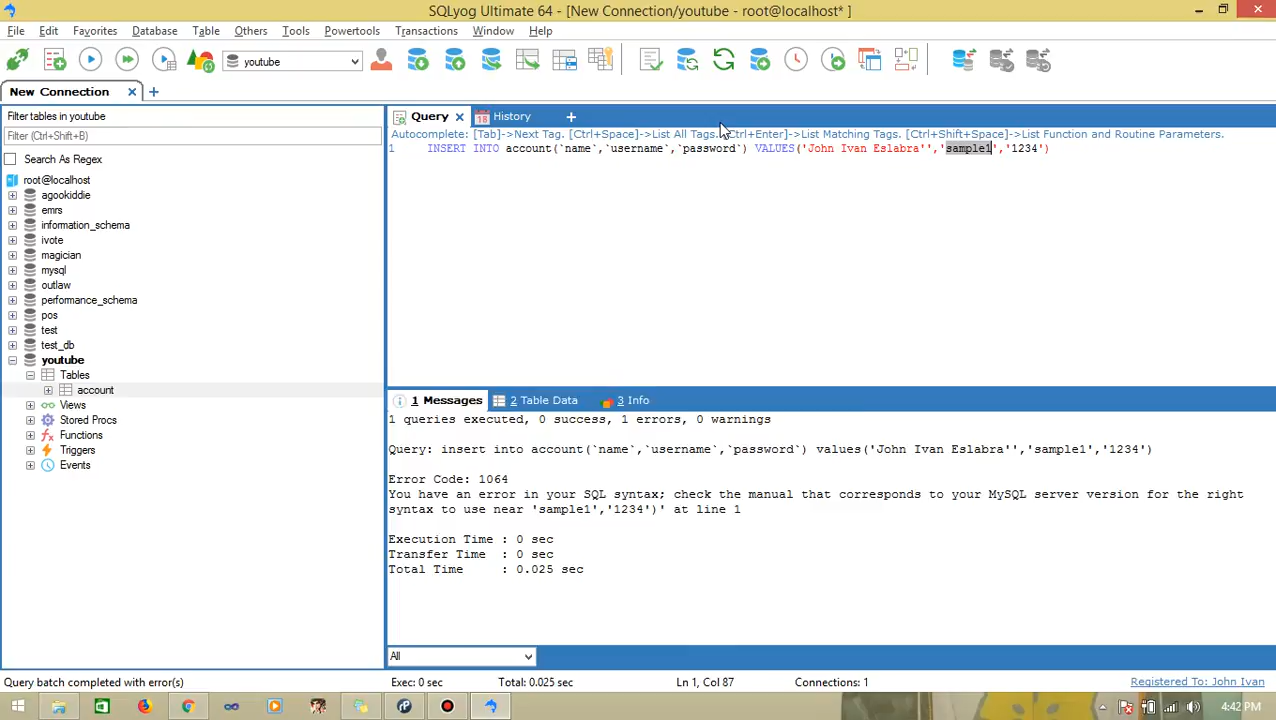 SQLyog Ultimate 64 - [New Connection/youtube - root@localhost* ]
File Edit Favorites Database Table Others Tools Powertools Transactions Window Help
youtube
New Connection
Filter tables in youtube
Filter (Ctrl+Shift+B)
Search As Regex
root@localhost
agookiddie
emrs
information_schema
ivote
magician
mysql
outlaw
performance_schema
pos
test
test_db
youtube
Tables
account
Views
Stored Procs
Functions
Triggers
Events
Query 18 History
Autocomplete: [Tab]->Next Tag. [Ctrl+Space]->List All Tags. Ctrl+Enter]->List Matching Tags. [Ctrl+Shift+Space]->List Function and Routine Parameters.
1 INSERT INTO account(`name`,`username`,`password`) VALUES('John Ivan Eslabra'','sample1','1234')
1 Messages 2 Table Data 3 Info
1 queries executed, 0 success, 1 errors, 0 warnings
Query: insert into account(`name`,`username`,`password`) values('John Ivan Eslabra'','sample1','1234')
Error Code: 1064
You have an error in your SQL syntax; check the manual that corresponds to your MySQL server version for the right
syntax to use near 'sample1','1234')' at line 1
Execution Time : 0 sec
Transfer Time : 0 sec
Total Time : 0.025 sec
All
Query batch completed with error(s) Exec: 0 sec Total: 0.025 sec Ln 1, Col 87 Connections: 1 Registered To: John Ivan
4:42 PM